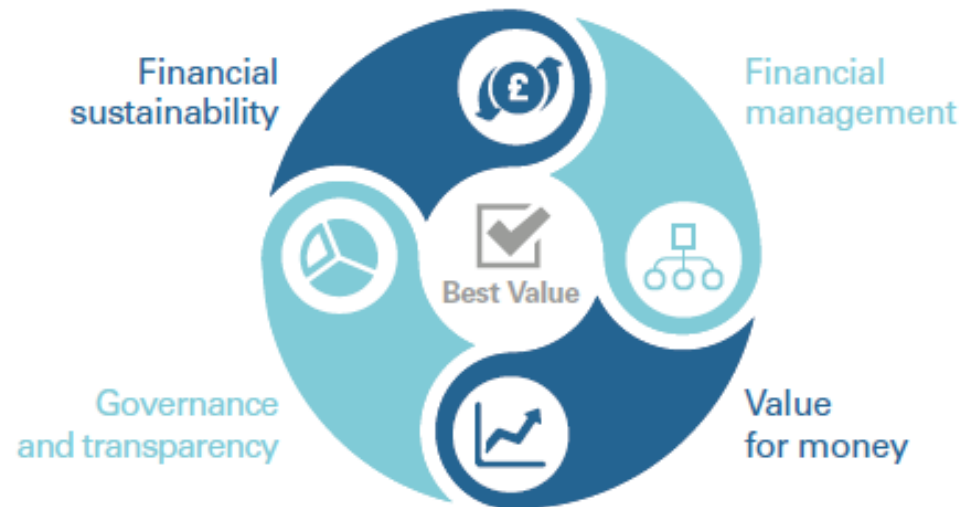 Financial
sustainability
£
Financial
management
Best Value
Governance
and transparency
Value
for money